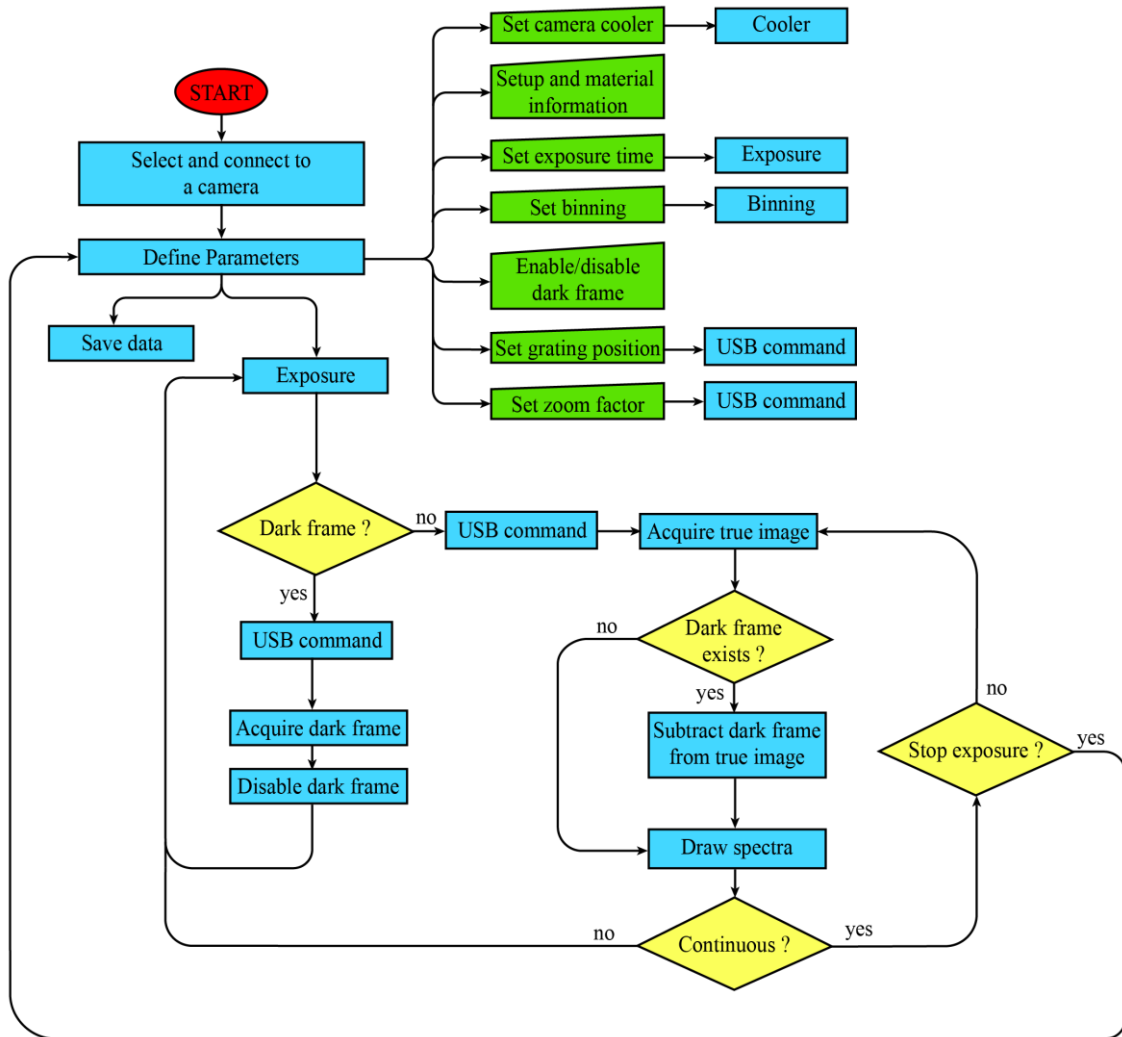 START
Select and connect to
a camera
Define Parameters
Save data
Exposure
Set camera cooler
Cooler
Setup and material
information
Set exposure time
Exposure
Set binning
Binning
Enable/disable
dark frame
Set grating position
USB command
Set zoom factor
USB command
Dark frame ?
no
USB command
Acquire true image
yes
USB command
Acquire dark frame
Disable dark frame
Dark frame
exists ?
no
yes
Subtract dark frame
from true image
Draw spectra
Continuous ?
no
yes
Stop exposure ?
no
yes